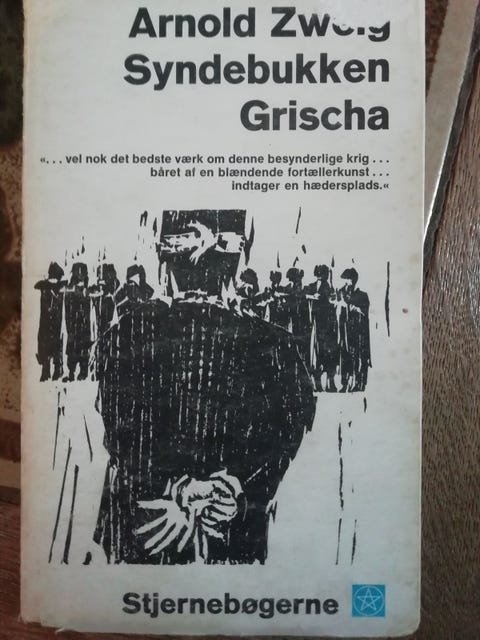 Arnold Zweig
Syndebukken
Grischa
«... vel nok det bedste værk om denne besynderlige krig ...
båret af en blændende fortællerkunst ...
indtager en hædersplads.«
Stjernebøgerne